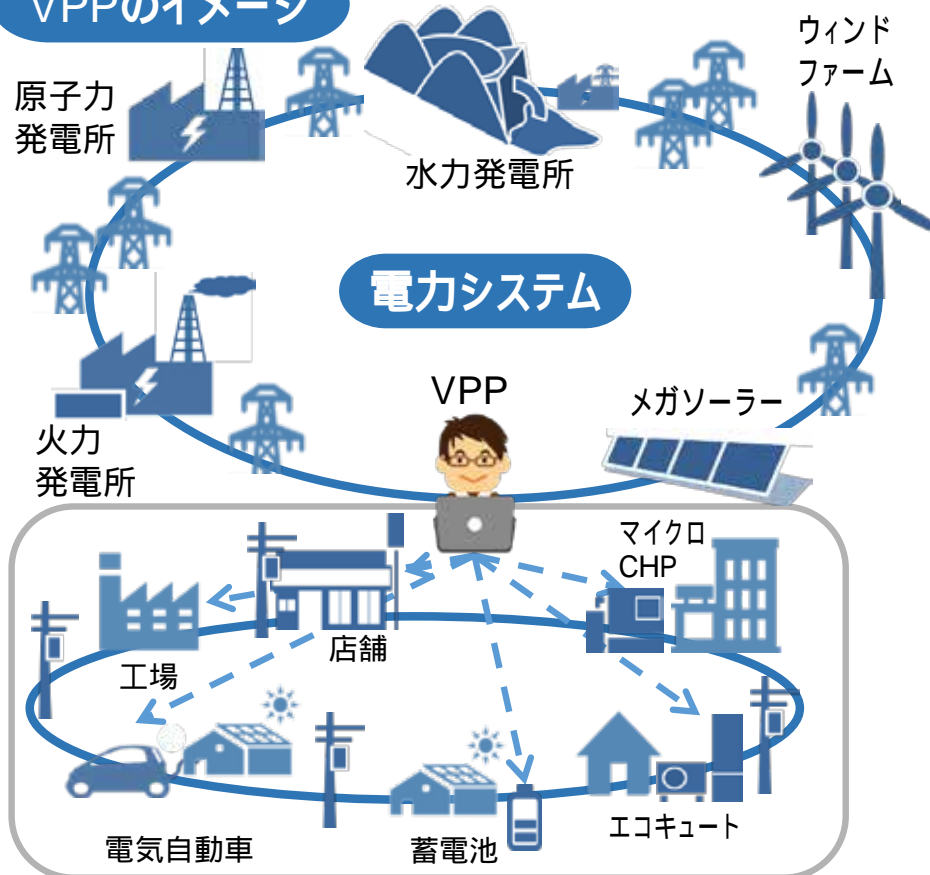 VPPのイメージ
ウィンド
ファーム
原子力
発電所
水力発電所
電力システム
VPP
メガソーラー
火力
発電所
マイクロ
CHP
店舗
工場
エコキュート
電気自動車
蓄電池